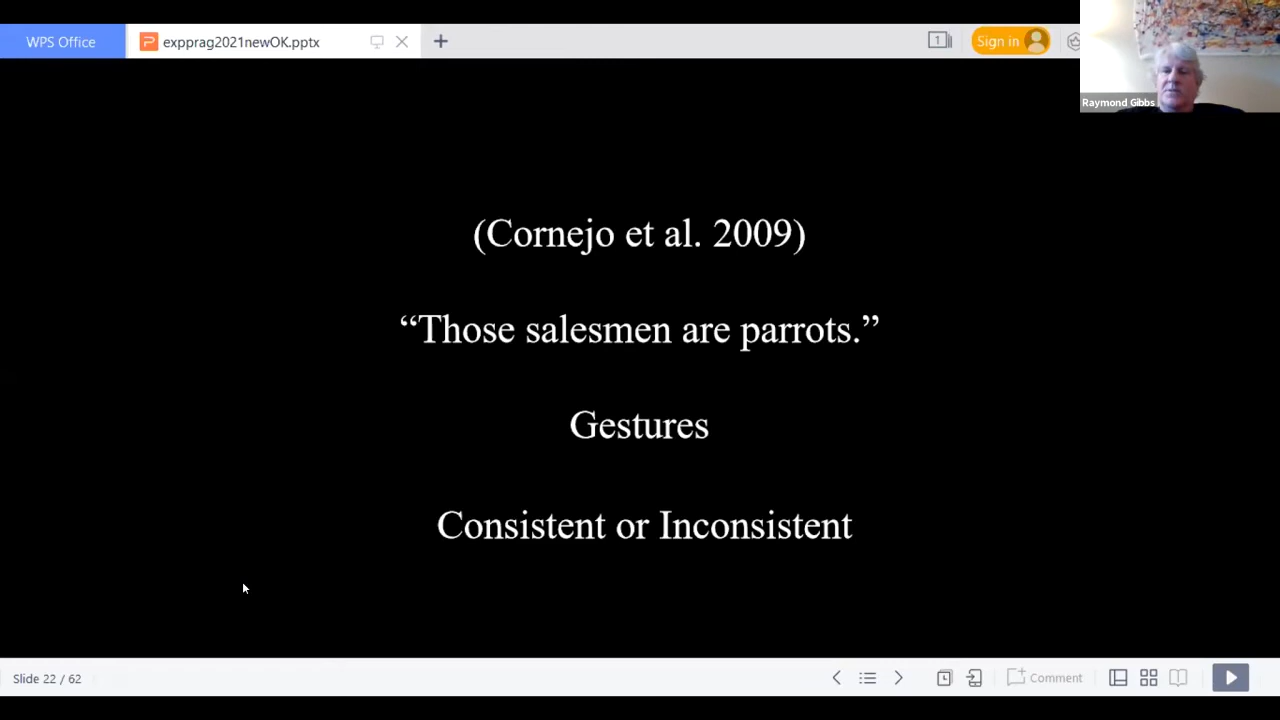 WPS Office
expprag2021newOK.pptx
1
Sign in
Raymond Gibbs
(Cornejo et al. 2009)
“Those salesmen are parrots.”
Gestures
Consistent or Inconsistent
Slide 22 / 62
Comment